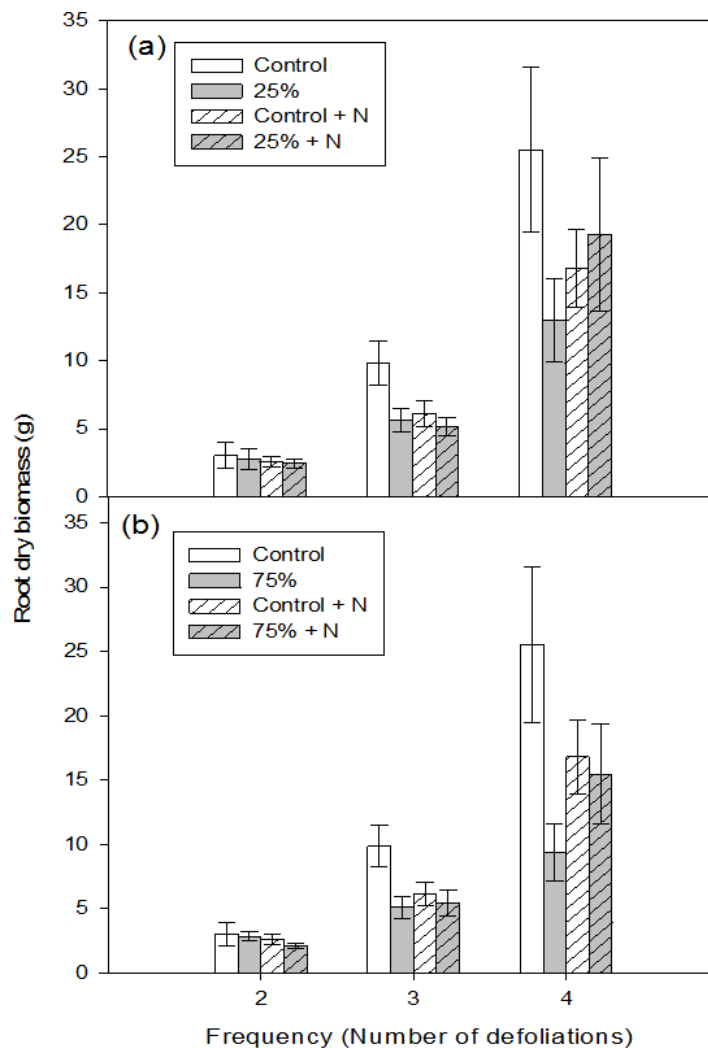 Root dry biomass (g)
(a)
Control
25%
Control + N
25% + N
35
30
25
20
15
10
5
0
(b)
Control
75%
Control + N
75% + N
35
30
25
20
15
10
5
0
2 3 4
Frequency (Number of defoliations)